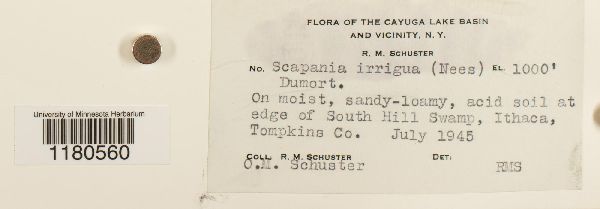 FLORA OF THE CAYUGA LAKE BASIN
AND VICINITY, N. Y.
R. M. SCHUSTER
No. Scapania irrigua (Nees) EL. 1000'
Dumort.
On moist, sandy-loamy, acid soil at
edge of South Hill Swamp, Ithaca,
Tompkins Co. July 1945
COLL. R. M. SCHUSTER DET:
O.M. Schuster RMS
University of Minnesota Herbarium
1180560